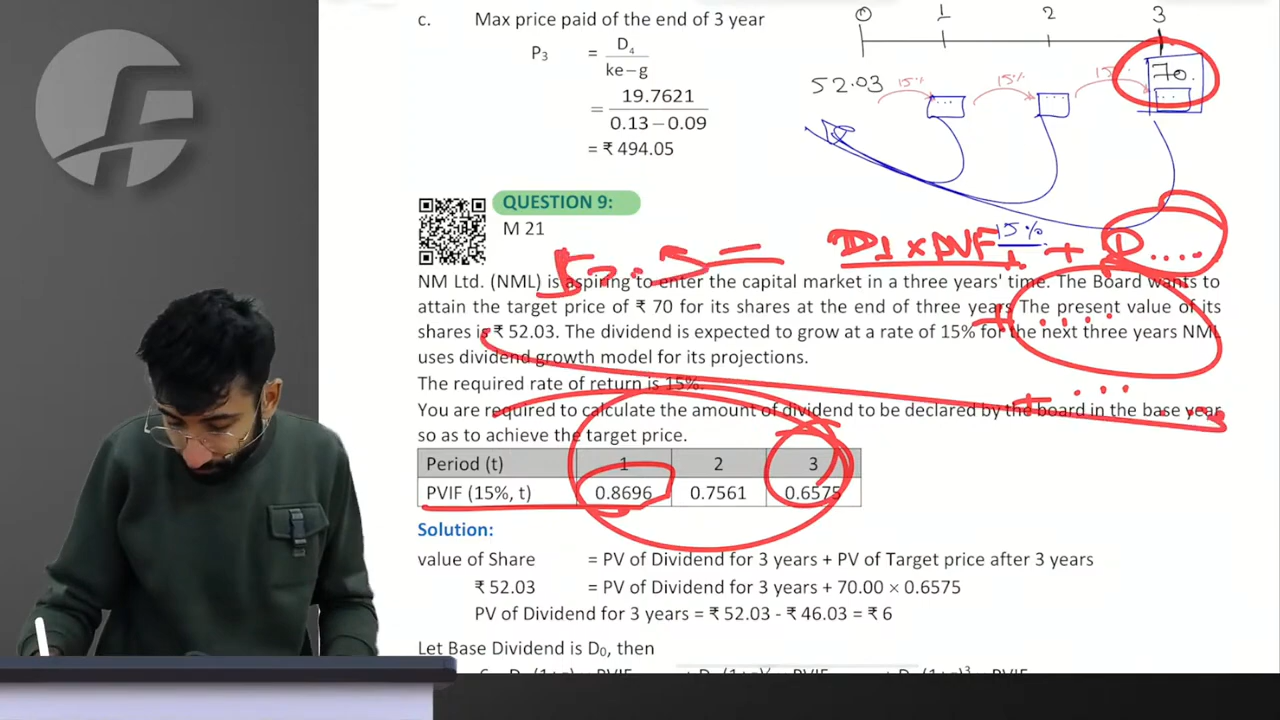 c. Max price paid of the end of 3 year
P₃ = D₄ / ke – g
= 19.7621 / 0.13 – 0.09
= ₹ 494.05
0 1 2 3
52.03 15% 15% 15% 70.
QUESTION 9:
M 21
15%
= D1 × PVF 1 + D ....
NM Ltd. (NML) is aspiring to enter the capital market in a three years' time. The Board wants to
attain the target price of ₹ 70 for its shares at the end of three years The present value of its
shares is ₹ 52.03. The dividend is expected to grow at a rate of 15% for the next three years NML
uses dividend growth model for its projections.
The required rate of return is 15%.
You are required to calculate the amount of dividend to be declared by the board in the base year
so as to achieve the target price.
Period (t) 1 2 3
PVIF (15%, t) 0.8696 0.7561 0.6575
Solution:
value of Share = PV of Dividend for 3 years + PV of Target price after 3 years
₹ 52.03 = PV of Dividend for 3 years + 70.00 × 0.6575
PV of Dividend for 3 years = ₹ 52.03 - ₹ 46.03 = ₹ 6
Let Base Dividend is D₀, then